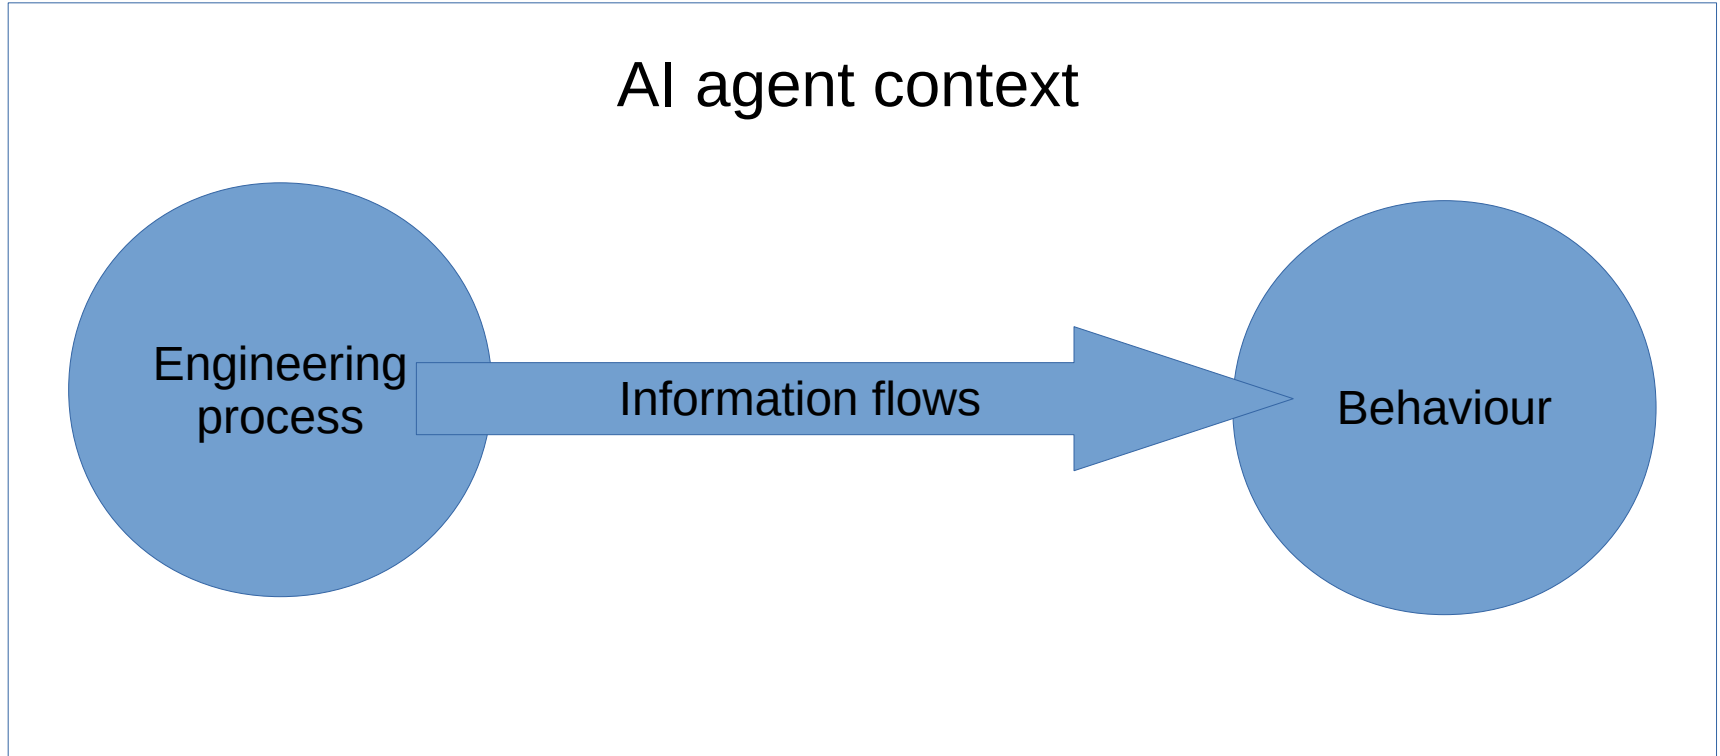 AI agent context
Engineering
process
Information flows
Behaviour